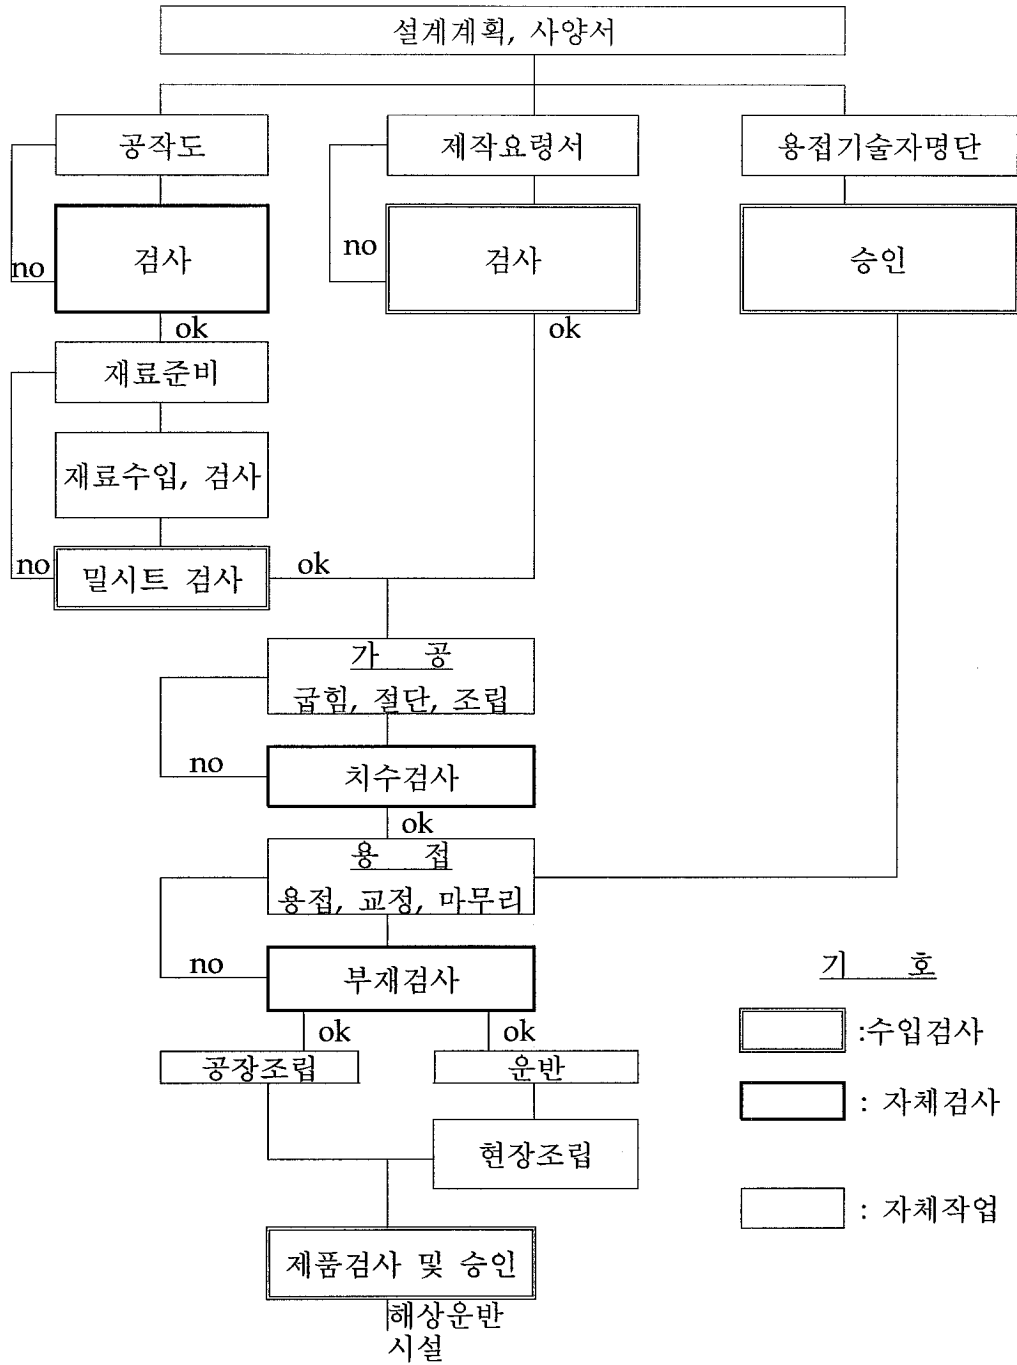 설계계획, 사양서
공작도
제작요령서
용접기술자명단
검사
no
검사
no
승인
ok
ok
재료준비
재료수입, 검사
no
밀시트 검사
ok
가 공
굽힘, 절단, 조립
no
치수검사
ok
용 접
용접, 교정, 마무리
no
부재검사
ok
ok
공장조립
운반
현장조립
제품검사 및 승인
해상운반
시설
기 호
:수입검사
: 자체검사
: 자체작업